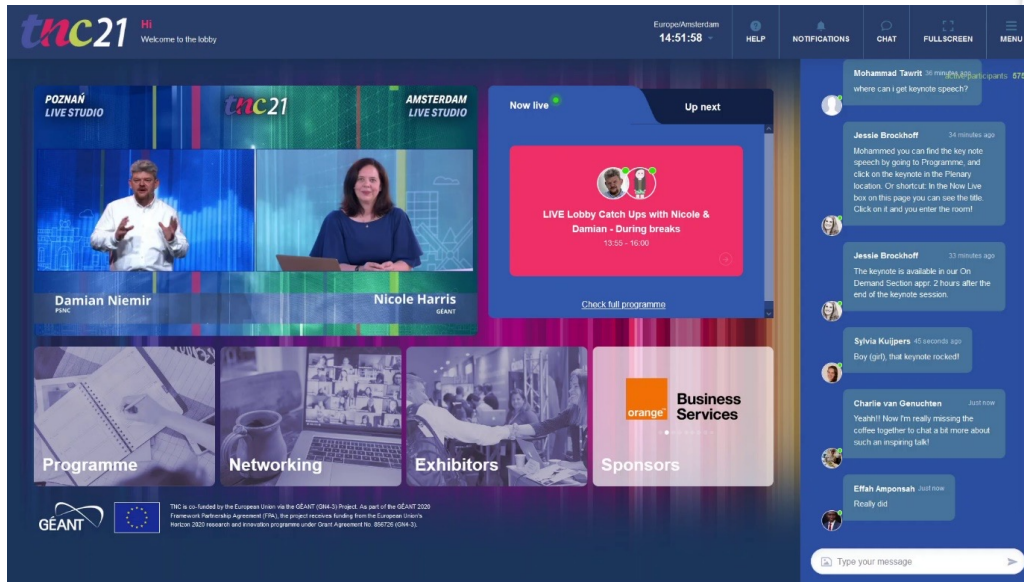 tnc21
Hi
Welcome to the lobby
Europe/Amsterdam
14:51:58
HELP
NOTIFICATIONS
CHAT
FULLSCREEN
MENU
POZNAŃ
LIVE STUDIO
tnc21
AMSTERDAM
LIVE STUDIO
Damian Niemir
PSNC
Nicole Harris
GÉANT
Now live
Up next
LIVE Lobby Catch Ups with Nicole &
Damian - During breaks
13:55 - 16:00
Check full programme
Programme
Networking
Exhibitors
orange
Business
Services
Sponsors
GÉANT
TNC is co-funded by the European Union via the GÉANT (GN4-3) Project. As part of the GÉANT 2020
Framework Partnership Agreement (FPA), the project receives funding from the European Union's
Horizon 2020 research and innovation programme under Grant Agreement No. 856726 (GN4-3).
active participants 575
Mohammad Tawrit 36 minutes ago
where can i get keynote speech?
Jessie Brockhoff 34 minutes ago
Mohammed you can find the key note
speech by going to Programme, and
click on the keynote in the Plenary
location. Or shortcut: In the Now Live
box on this page you can see the title.
Click on it and you enter the room!
Jessie Brockhoff 33 minutes ago
The keynote is available in our On
Demand Section appr. 2 hours after the
end of the keynote session.
Sylvia Kuijpers 45 seconds ago
Boy (girl), that keynote rocked!
Charlie van Genuchten Just now
Yeahh!! Now I'm really missing the
coffee together to chat a bit more about
such an inspiring talk!
Effah Amponsah Just now
Really did
Type your message